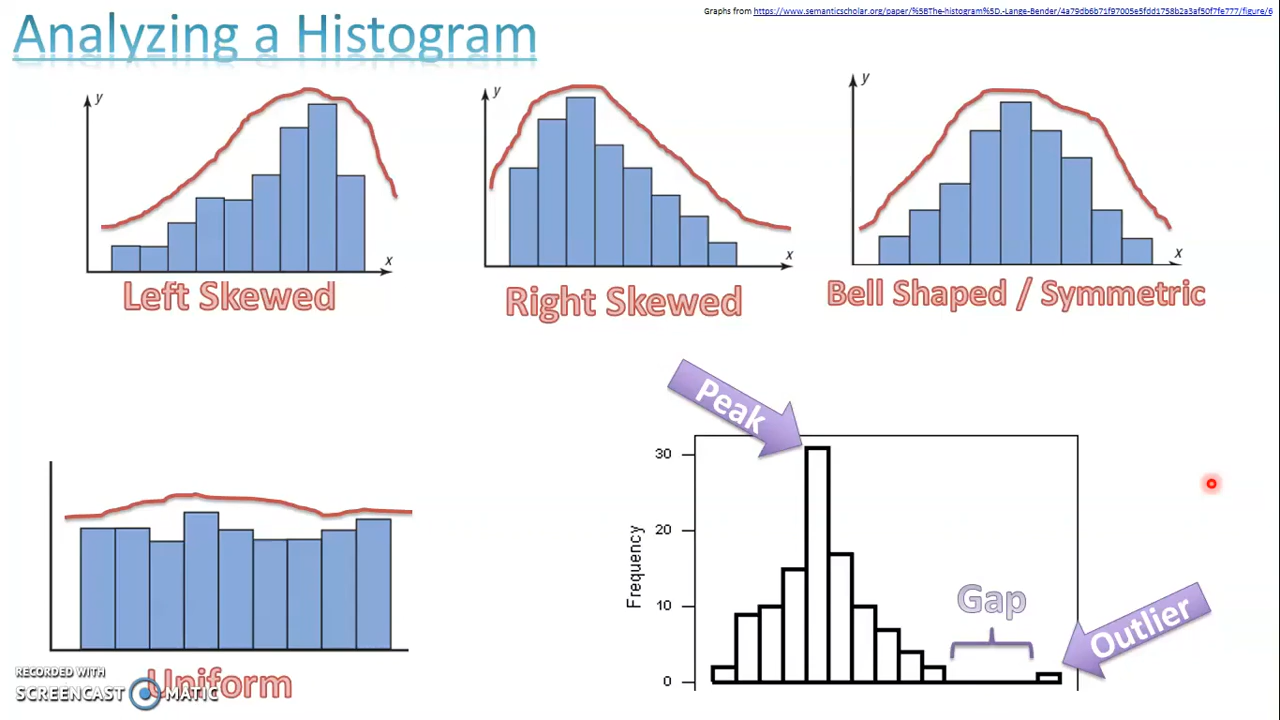 Graphs from https://www.semanticscholar.org/paper/%5BThe-histogram%5D.-Lange-Bender/4a79db6b71f97005e5fdd1758b2a3af50f7fe777/figure/6
Analyzing a Histogram
y
x
Left Skewed
y
x
Right Skewed
y
x
Bell Shaped / Symmetric
Uniform
Peak
30
20
10
0
Frequency
Gap
Outlier
RECORDED WITH
SCREENCAST MATIC